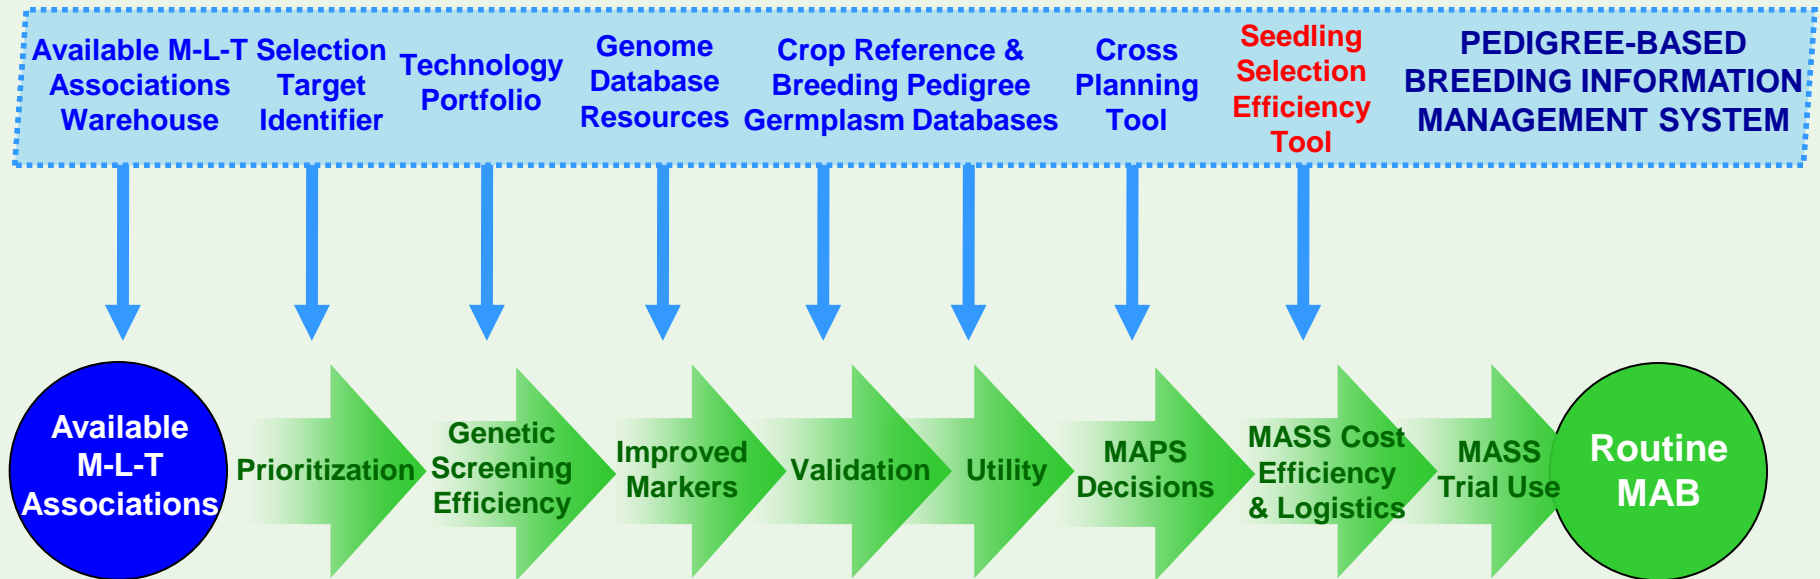 Available M-L-T
Associations
Warehouse
Selection
Target
Identifier
Technology
Portfolio
Genome
Database
Resources
Crop Reference &
Breeding Pedigree
Germplasm Databases
Cross
Planning
Tool
Seedling
Selection
Efficiency
Tool
PEDIGREE-BASED
BREEDING INFORMATION
MANAGEMENT SYSTEM
Available
M-L-T
Associations
Prioritization
Genetic
Screening
Efficiency
Improved
Markers
Validation
Utility
MAPS
Decisions
MASS Cost
Efficiency
& Logistics
MASS
Trial Use
Routine
MAB